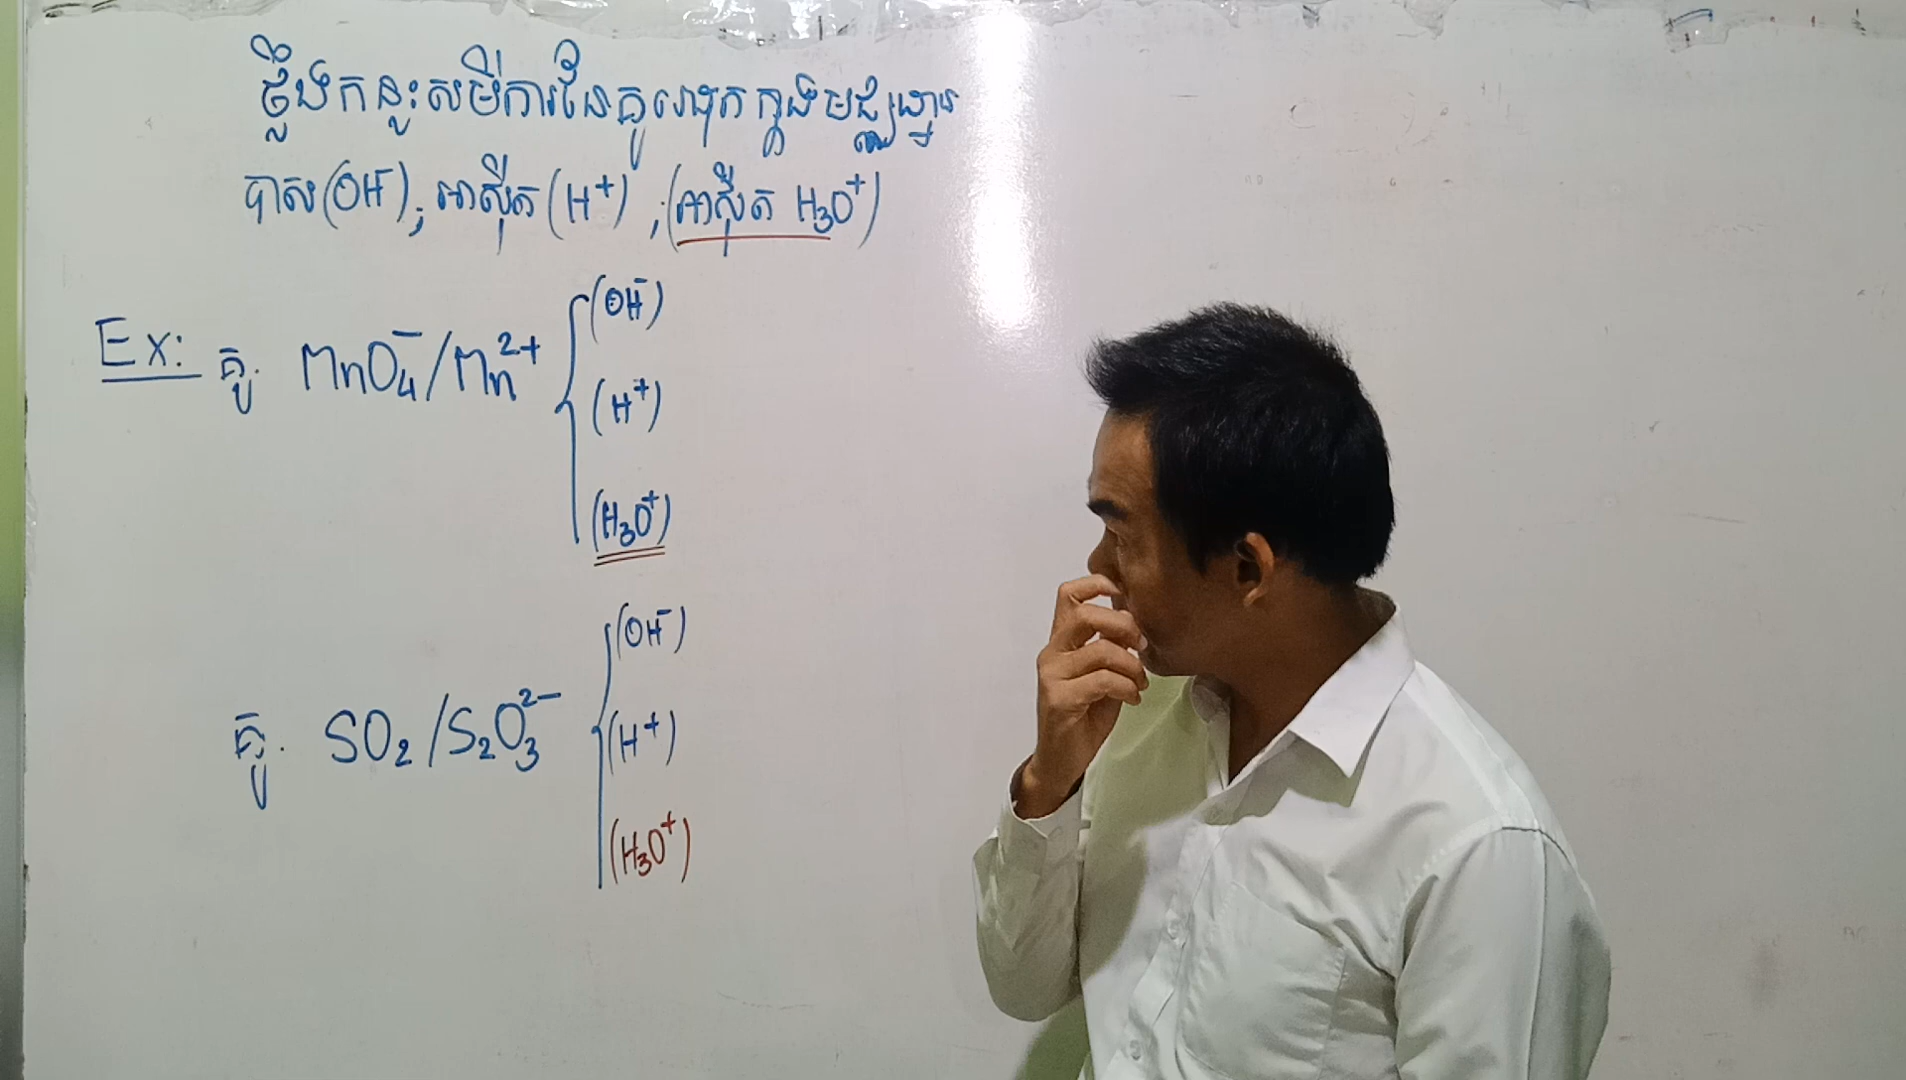 ថ្លឹងកន្លះសមីការនៃគូរេដុកក្នុងមជ្ឈដ្ឋាន
បាស (OH⁻), អាស៊ីត (H⁺), (អាស៊ីត H₃O⁺)
Ex: គូ. MnO₄⁻/Mn²⁺
(OH⁻)
(H⁺)
(H₃O⁺)
គូ. SO₂/S₂O₃²⁻
(OH⁻)
(H⁺)
(H₃O⁺)